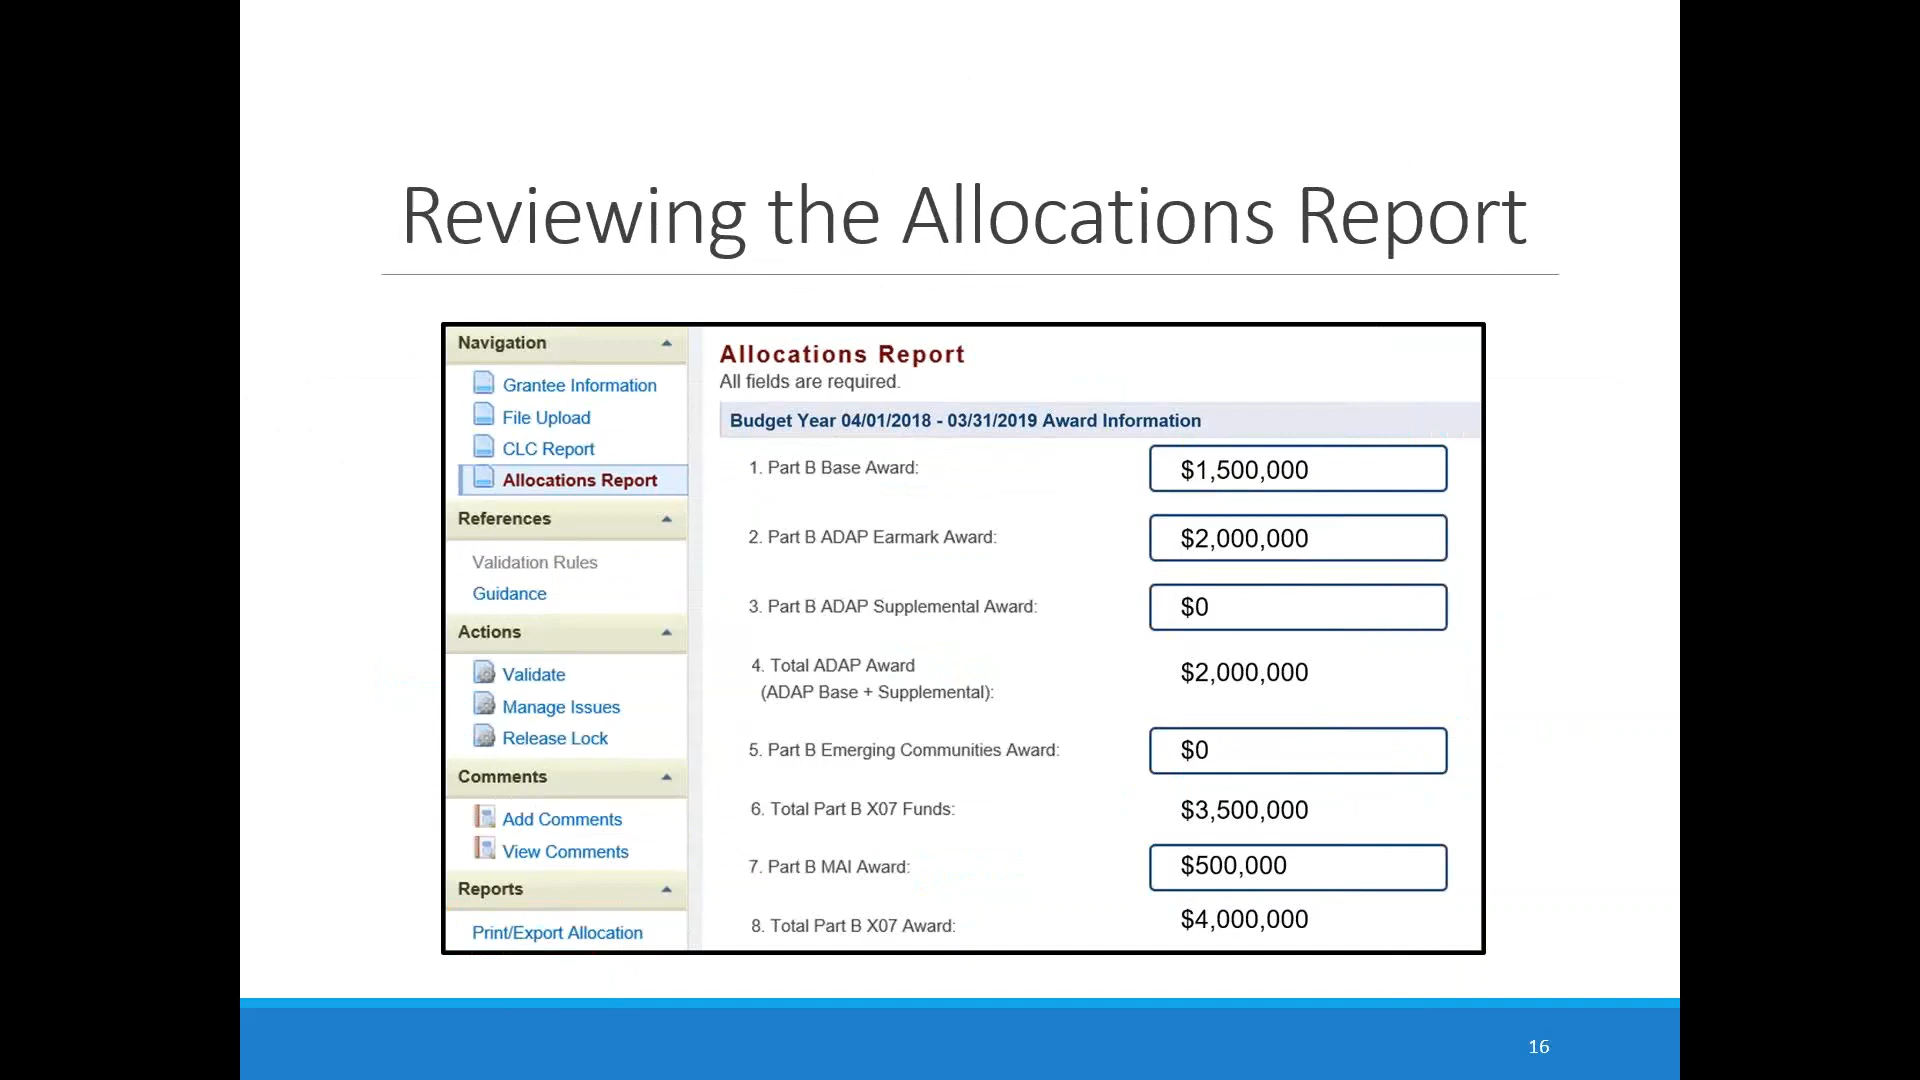 Reviewing the Allocations Report
Navigation
Grantee Information
File Upload
CLC Report
Allocations Report
References
Validation Rules
Guidance
Actions
Validate
Manage Issues
Release Lock
Comments
Add Comments
View Comments
Reports
Print/Export Allocation
Allocations Report
All fields are required.
Budget Year 04/01/2018 - 03/31/2019 Award Information
1. Part B Base Award: $1,500,000
2. Part B ADAP Earmark Award: $2,000,000
3. Part B ADAP Supplemental Award: $0
4. Total ADAP Award $2,000,000
(ADAP Base + Supplemental):
5. Part B Emerging Communities Award: $0
6. Total Part B X07 Funds: $3,500,000
7. Part B MAI Award: $500,000
8. Total Part B X07 Award: $4,000,000
16